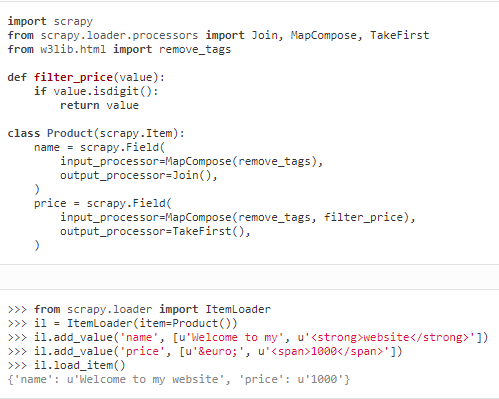 import scrapy
from scrapy.loader.processors import Join, MapCompose, TakeFirst
from w3lib.html import remove_tags

def filter_price(value):
    if value.isdigit():
        return value

class Product(scrapy.Item):
    name = scrapy.Field(
        input_processor=MapCompose(remove_tags),
        output_processor=Join(),
    )
    price = scrapy.Field(
        input_processor=MapCompose(remove_tags, filter_price),
        output_processor=TakeFirst(),
    )

>>> from scrapy.loader import ItemLoader
>>> il = ItemLoader(item=Product())
>>> il.add_value('name', [u'Welcome to my', u'<strong>website</strong>'])
>>> il.add_value('price', [u'&euro;', u'<span>1000</span>'])
>>> il.load_item()
{'name': u'Welcome to my website', 'price': u'1000'}